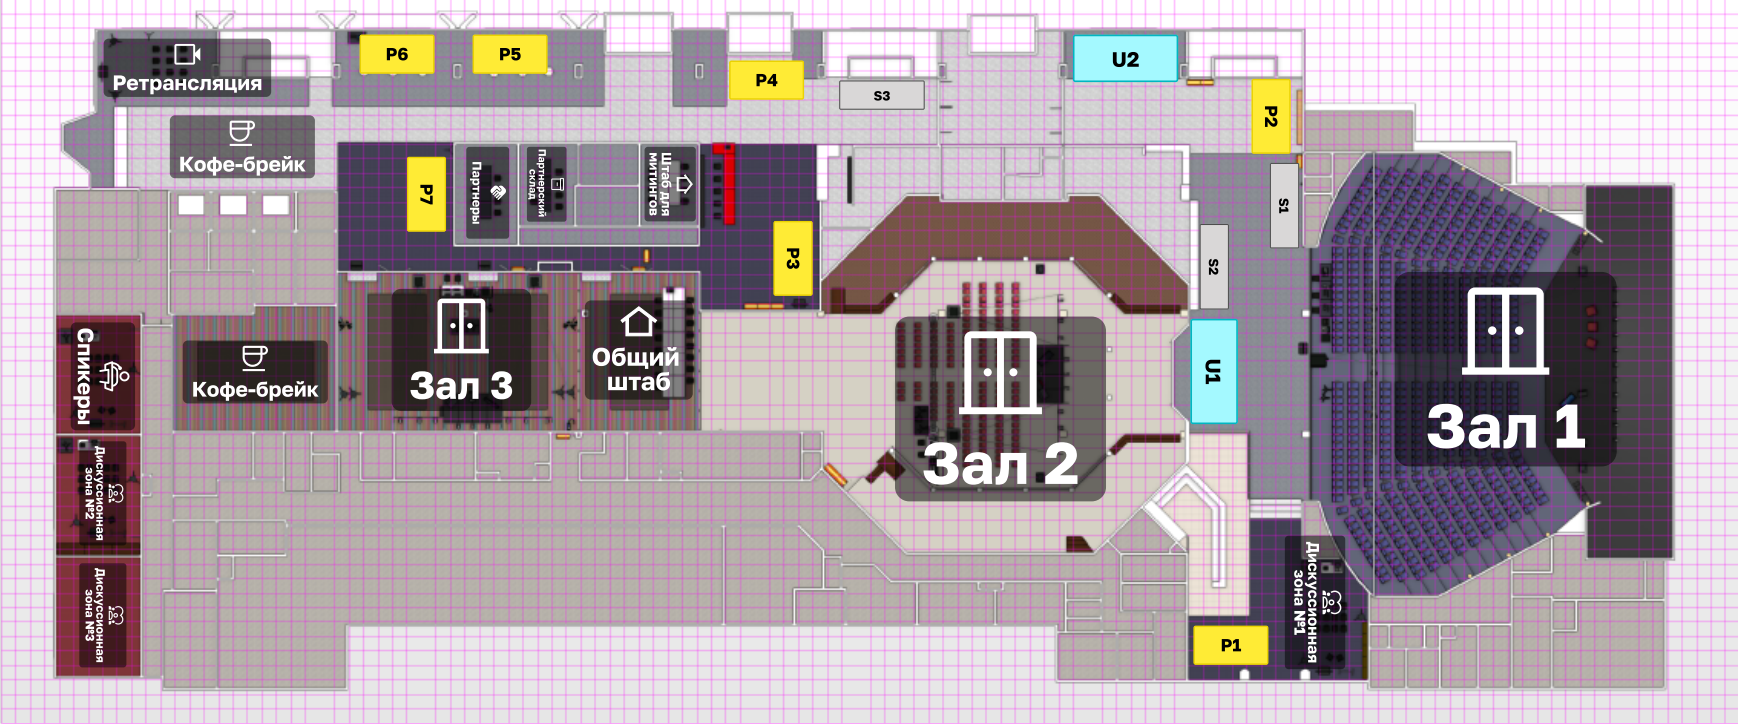 Ретрансляция
P6
P5
P4
S3
U2
P2
Кофе-брейк
P7
Партнеры
Партнерский
склад
Штаб для
митингов
P3
S1
S2
Спикеры
Кофе-брейк
Зал 3
Общий
штаб
Зал 2
U1
Зал 1
Дискуссионная
зона №2
Дискуссионная
зона №3
Дискуссионная
зона №1
P1